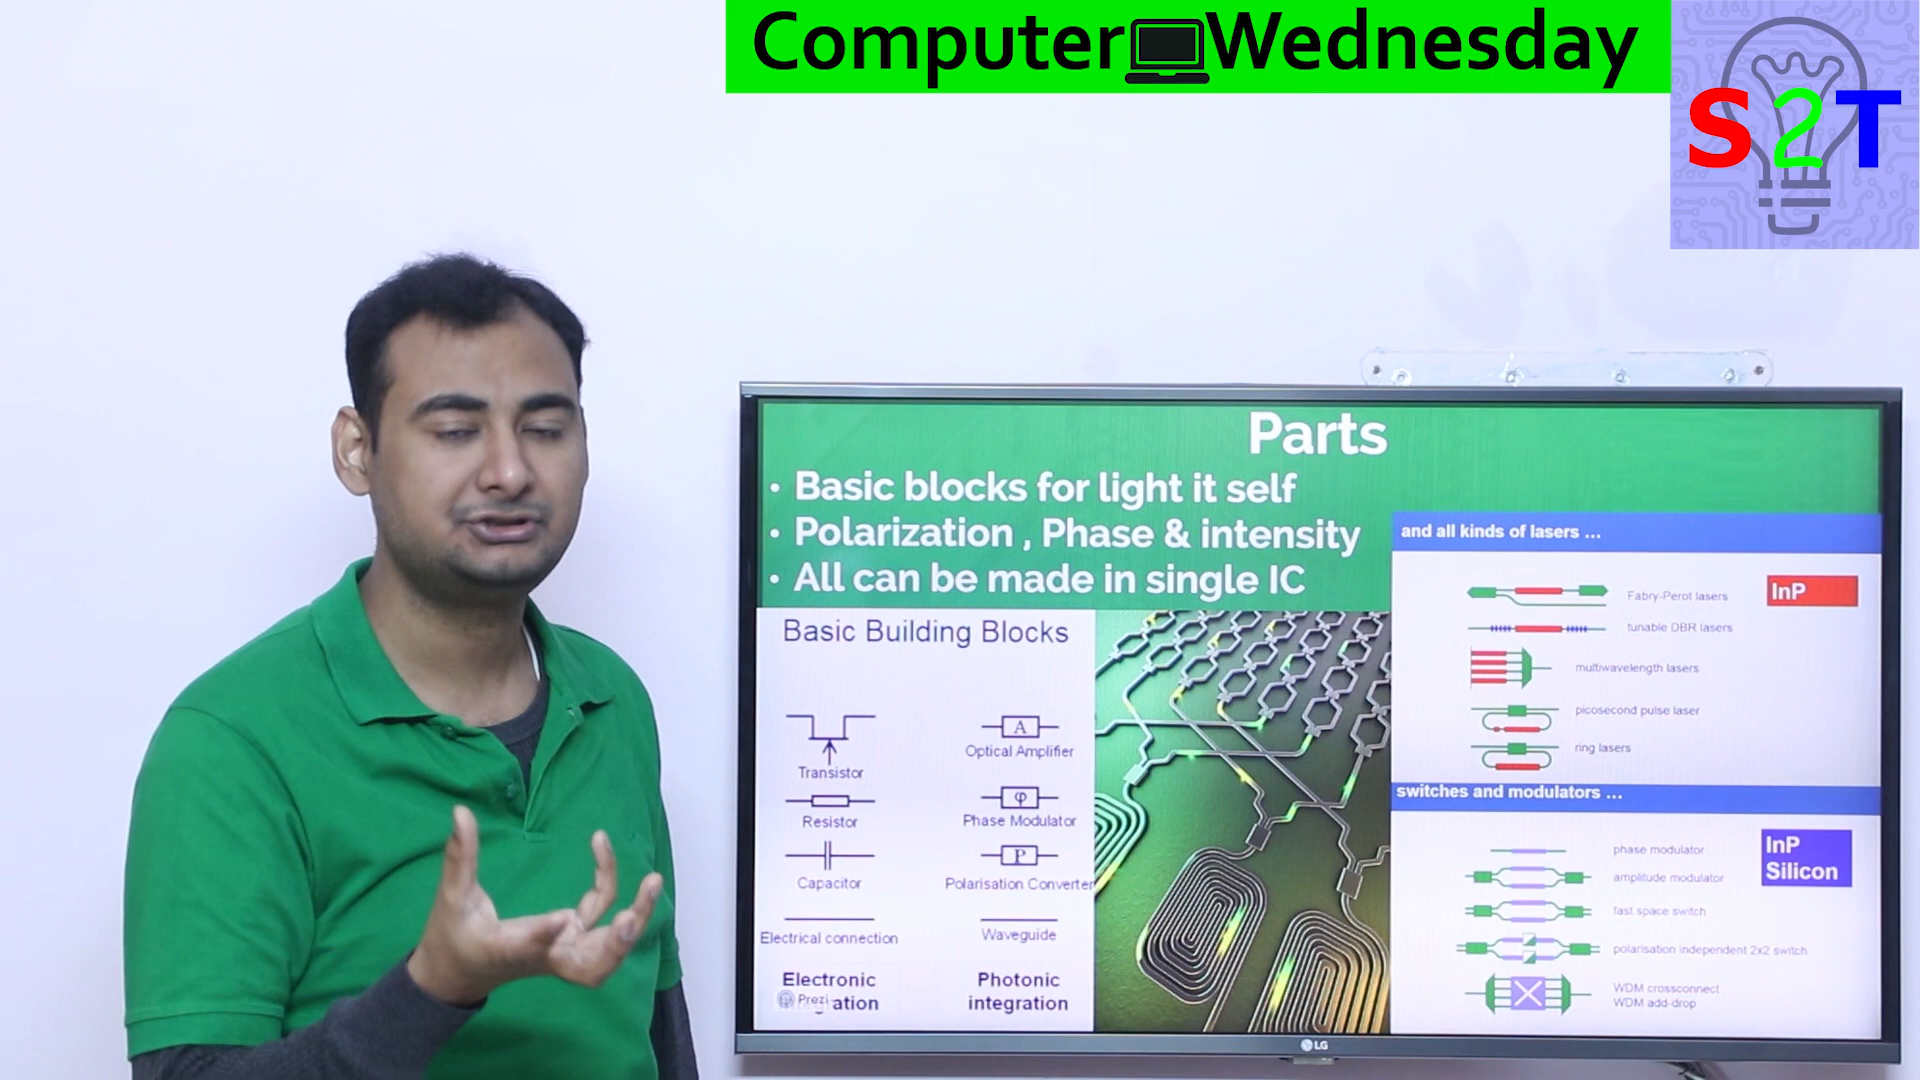 Computer Wednesday
S2T
Parts
• Basic blocks for light it self
• Polarization , Phase & intensity
• All can be made in single IC
Basic Building Blocks
Transistor
Resistor
Capacitor
Electrical connection
Electronic
ation
Prezi
A
Optical Amplifier
φ
Phase Modulator
P
Polarisation Converter
Waveguide
Photonic
integration
and all kinds of lasers ...
InP
Fabry-Perot lasers
tunable DBR lasers
multiwavelength lasers
picosecond pulse laser
ring lasers
switches and modulators ...
InP
Silicon
phase modulator
amplitude modulator
fast space switch
polarisation independent 2x2 switch
WDM crossconnect
WDM add-drop
LG